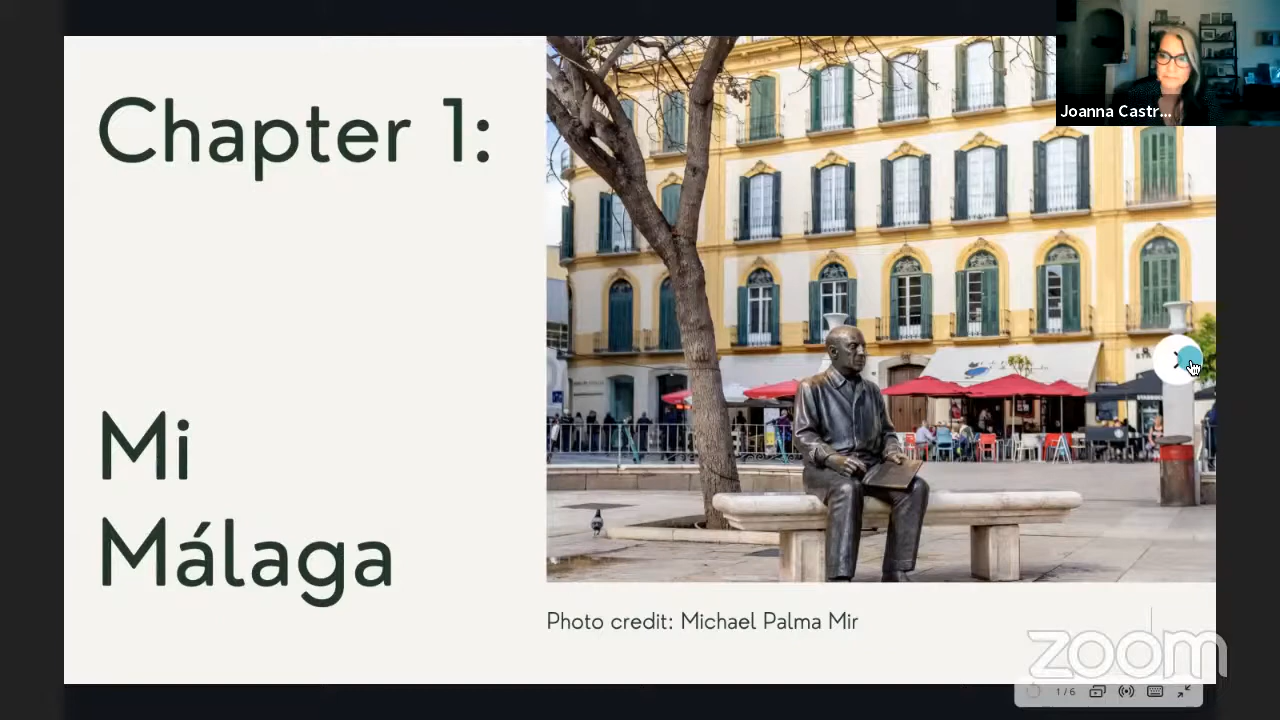 Chapter 1:
Mi
Málaga
Photo credit: Michael Palma Mir
Joanna Castr...
zoom
1/6